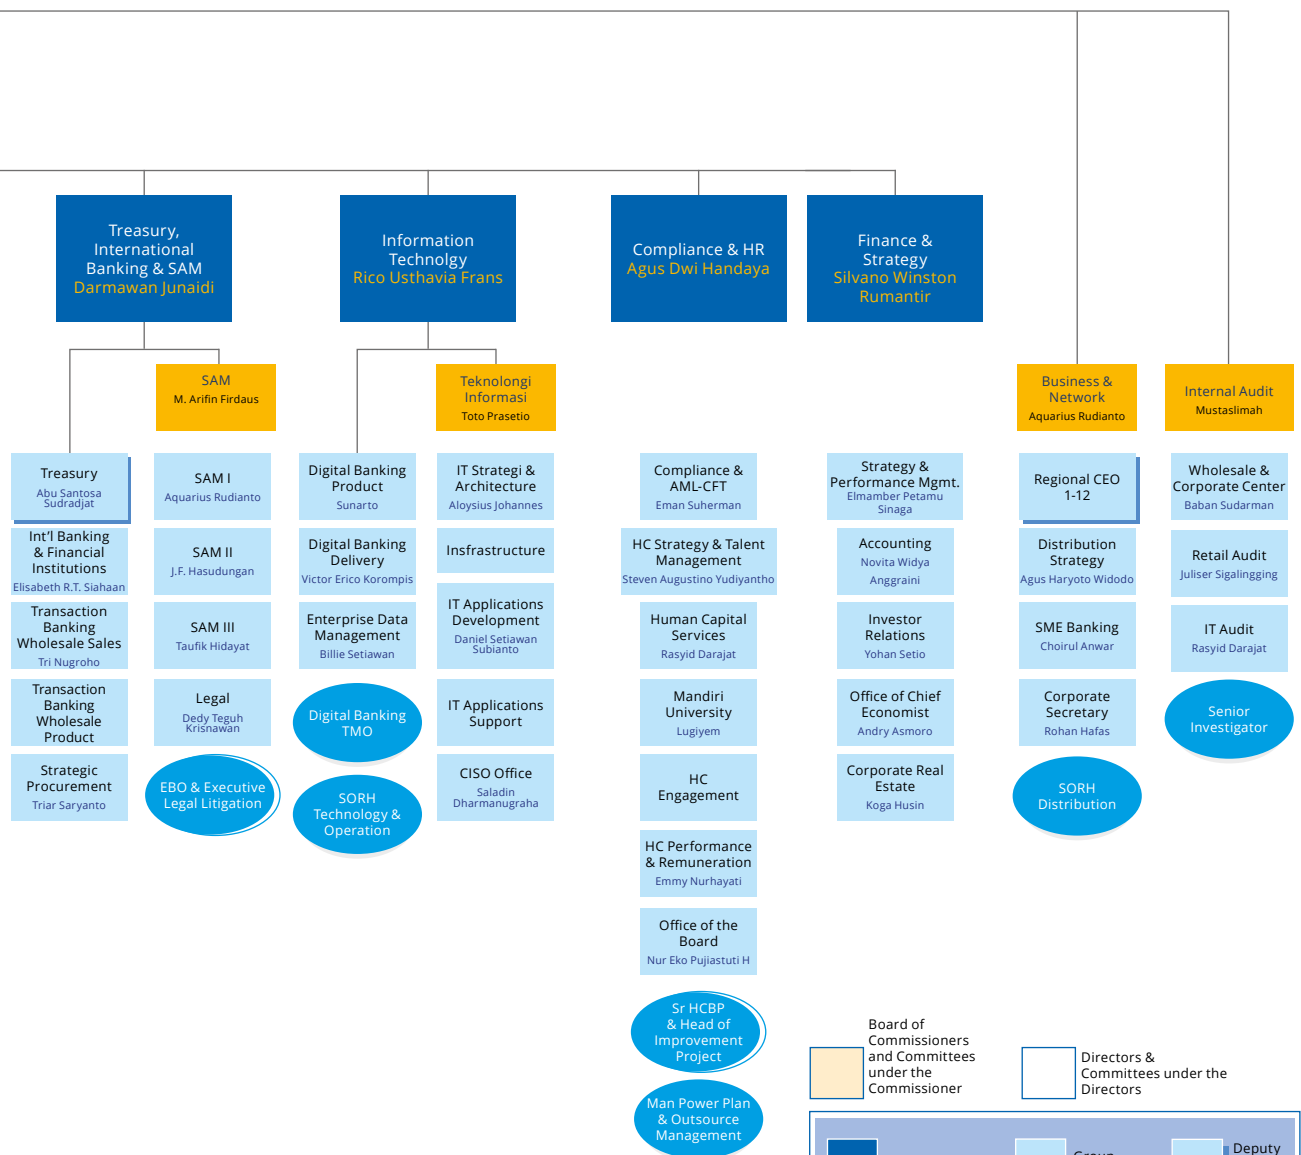 Treasury,
International
Banking & SAM
Darmawan Junaidi
Information
Technolgy
Rico Usthavia Frans
Compliance & HR
Agus Dwi Handaya
Finance &
Strategy
Silvano Winston
Rumantir
SAM
M. Arifin Firdaus
Teknolongi
Informasi
Toto Prasetio
Business &
Network
Aquarius Rudianto
Internal Audit
Mustaslimah
Treasury
Abu Santosa
Sudradjat
Int'l Banking
& Financial
Institutions
Elisabeth R.T. Siahaan
Transaction
Banking
Wholesale Sales
Tri Nugroho
Transaction
Banking
Wholesale
Product
Strategic
Procurement
Triar Saryanto
SAM I
Aquarius Rudianto
SAM II
J.F. Hasudungan
SAM III
Taufik Hidayat
Legal
Dedy Teguh
Krisnawan
EBO & Executive
Legal Litigation
Digital Banking
Product
Sunarto
Digital Banking
Delivery
Victor Erico Korompis
Enterprise Data
Management
Billie Setiawan
Digital Banking
TMO
SORH
Technology &
Operation
IT Strategi &
Architecture
Aloysius Johannes
Insfrastructure
IT Applications
Development
Daniel Setiawan
Subianto
IT Applications
Support
CISO Office
Saladin
Dharmanugraha
Compliance &
AML-CFT
Eman Suherman
HC Strategy & Talent
Management
Steven Augustino Yudiyantho
Human Capital
Services
Rasyid Darajat
Mandiri
University
Lugiyem
HC
Engagement
HC Performance
& Remuneration
Emmy Nurhayati
Office of the
Board
Nur Eko Pujiastuti H
Sr HCBP
& Head of
Improvement
Project
Man Power Plan
& Outsource
Management
Strategy &
Performance Mgmt.
Elmamber Petamu
Sinaga
Accounting
Novita Widya
Anggraini
Investor
Relations
Yohan Setio
Office of Chief
Economist
Andry Asmoro
Corporate Real
Estate
Koga Husin
Regional CEO
1-12
Distribution
Strategy
Agus Haryoto Widodo
SME Banking
Choirul Anwar
Corporate
Secretary
Rohan Hafas
SORH
Distribution
Wholesale &
Corporate Center
Baban Sudarman
Retail Audit
Juliser Sigalingging
IT Audit
Rasyid Darajat
Senior
Investigator
Board of
Commissioners
and Committees
under the
Commissioner
Directors &
Committees under the
Directors
Group
Deputy